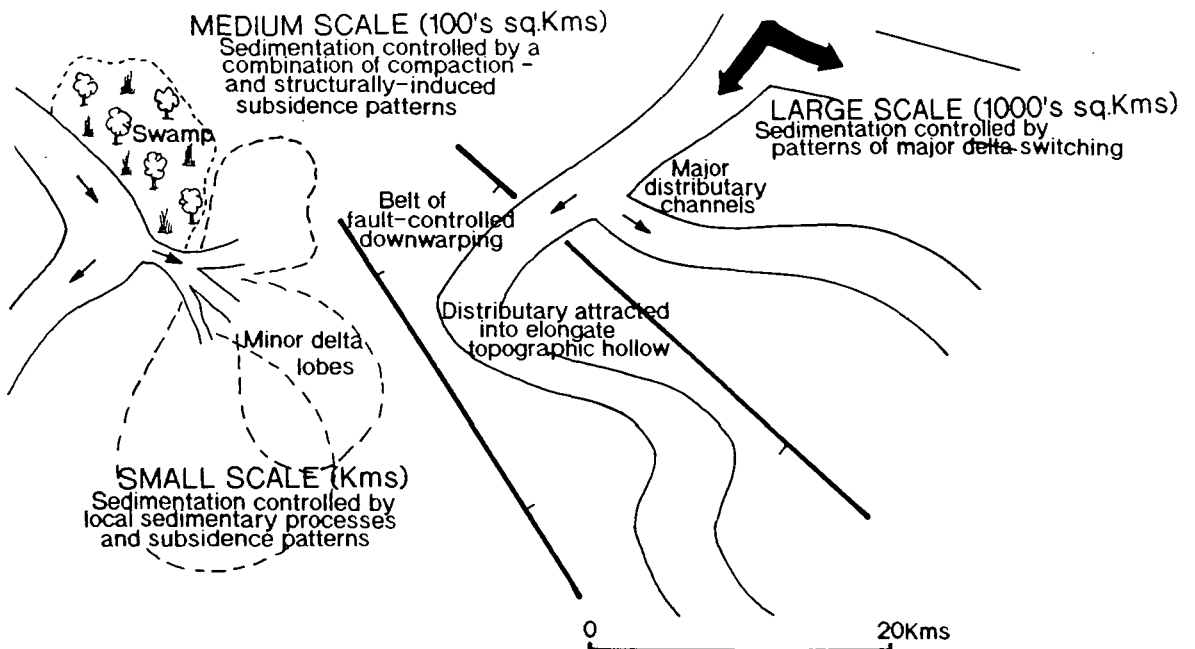 MEDIUM SCALE (100's sq.Kms)
Sedimentation controlled by a
combination of compaction -
and structurally-induced
subsidence patterns
LARGE SCALE (1000's sq.Kms)
Sedimentation controlled by
patterns of major delta switching
Swamp
Major
distributary
channels
Belt of
fault-controlled
downwarping
Distributary attracted
into elongate
topographic hollow
Minor delta
lobes
SMALL SCALE (Kms)
Sedimentation controlled by
local sedimentary processes
and subsidence patterns
0
20Kms